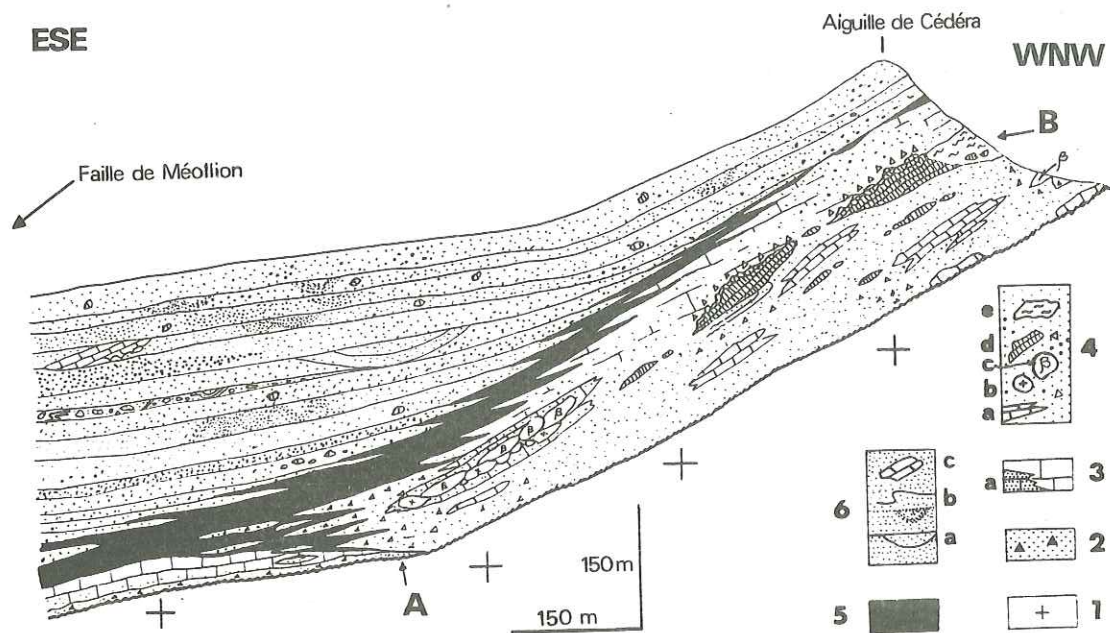 ESE
Aiguille de Cédéra
WNW
B
β
Faille de Méollion
e
d
c
b
a
4
β
c
b
a
6
a
3
2
5
1
A
150m
150 m
β
β
β
β